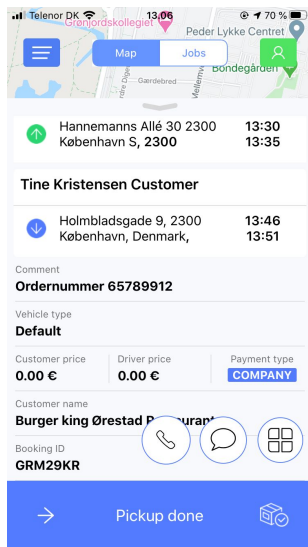 Telenor DK 13.06 70 %
Grønjordskollegiet
Peder Lykke Centret
Map Jobs
Bondegården
Gærdebred
Hannemanns Allé 30 2300 13:30
København S, 2300 13:35
Tine Kristensen Customer
Holmbladsgade 9, 2300 13:46
København, Denmark, 13:51
Comment
Ordernummer 65789912
Vehicle type
Default
Customer price Driver price Payment type
0.00 € 0.00 € COMPANY
Customer name
Burger king Ørestad Restaurant
Booking ID
GRM29KR
Pickup done